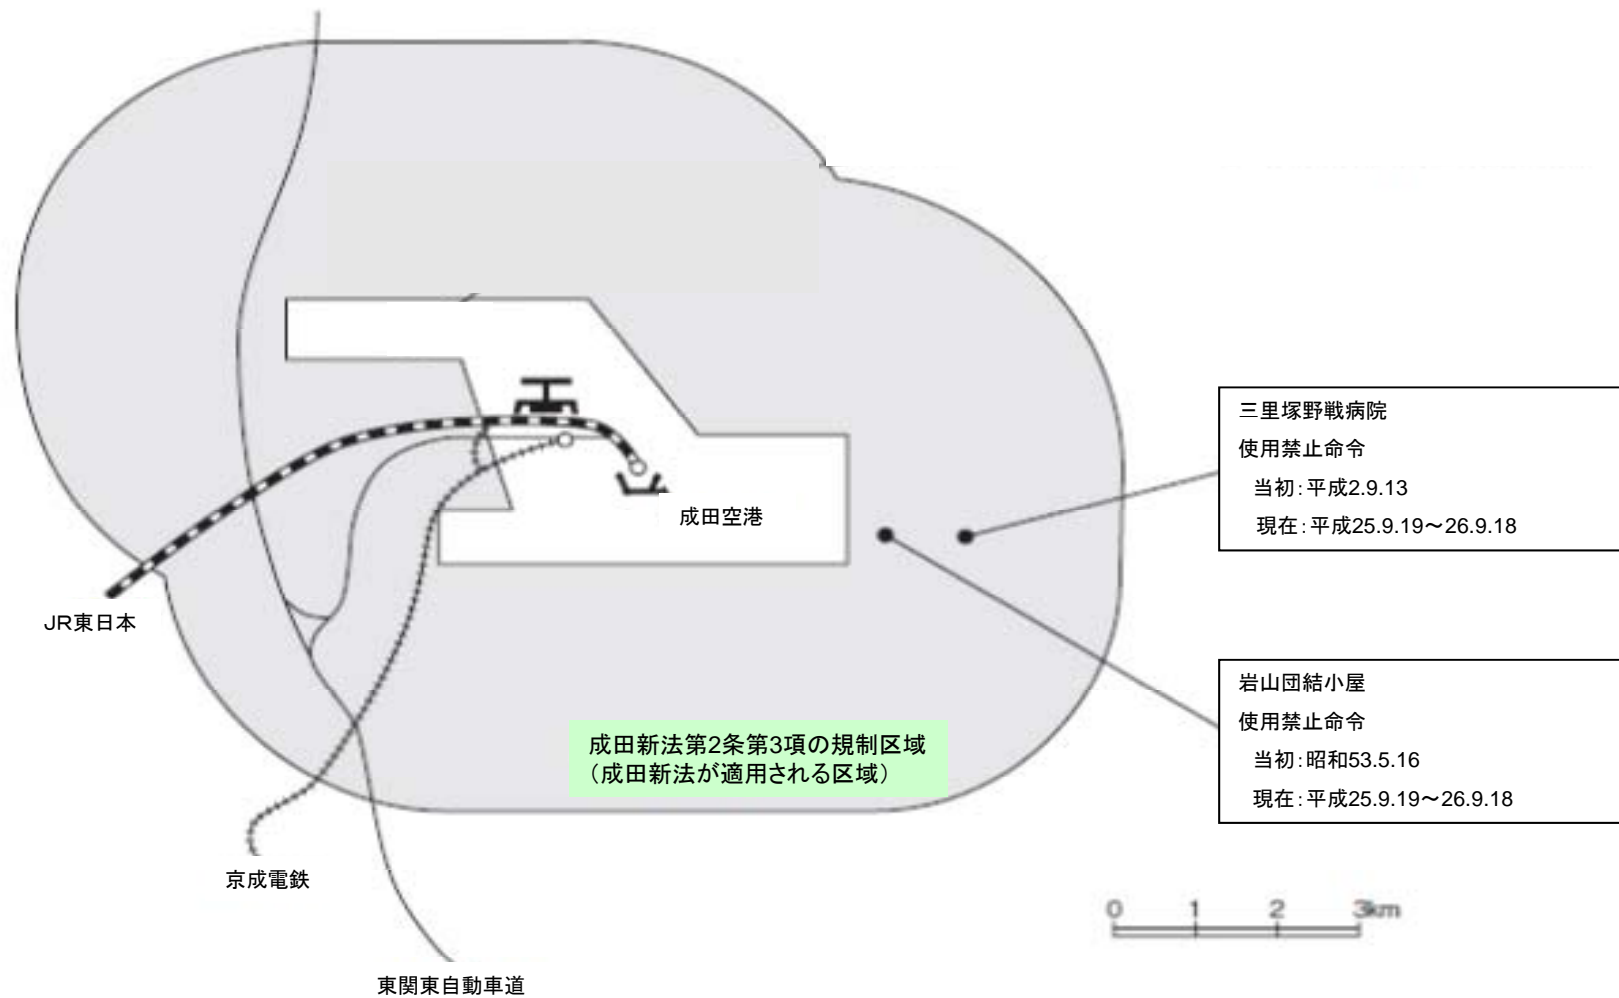 三里塚野戦病院
使用禁止命令
当初：平成2.9.13
現在：平成25.9.19～26.9.18
成田空港
JR東日本
岩山団結小屋
使用禁止命令
当初：昭和53.5.16
現在：平成25.9.19～26.9.18
成田新法第2条第3項の規制区域
（成田新法が適用される区域）
京成電鉄
0 1 2 3km
東関東自動車道